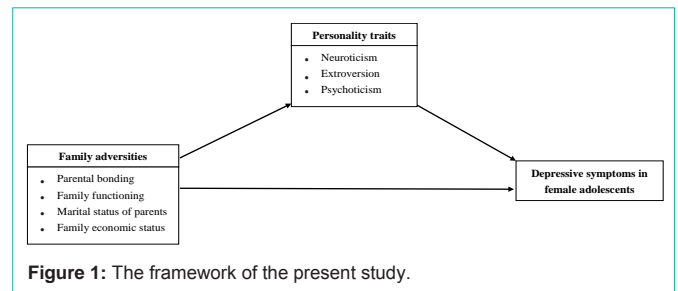 Personality traits
• Neuroticism
• Extroversion
• Psychoticism
Family adversities
• Parental bonding
• Family functioning
• Marital status of parents
• Family economic status
Depressive symptoms in
female adolescents
Figure 1: The framework of the present study.